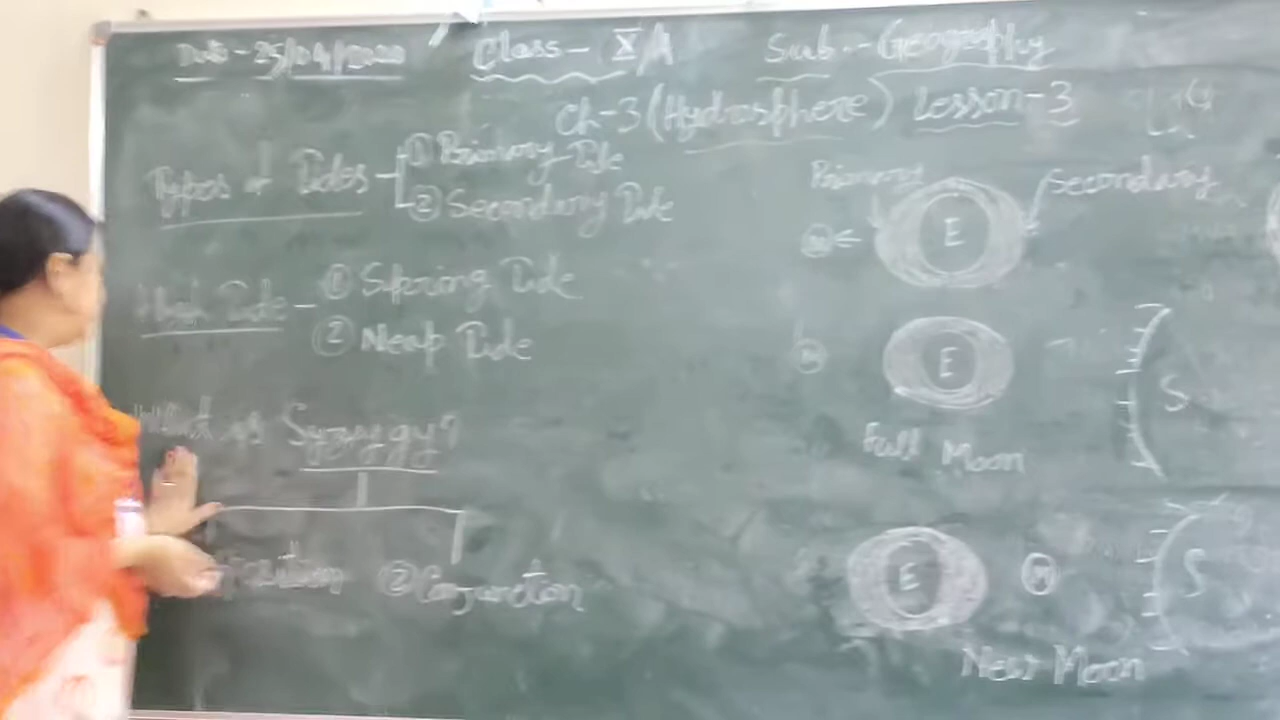 Date - 25/04/2020 Class - X A Sub - Geography
Ch-3 (Hydrosphere) Lesson-3
Types of Tides - ① Primary Tide
② Secondary Tide
High Tide - ① Spring Tide
② Neap Tide
What is Syzygy?
② Conjunction
Primary Secondary
M E
M E S
Full Moon
E M S
New Moon